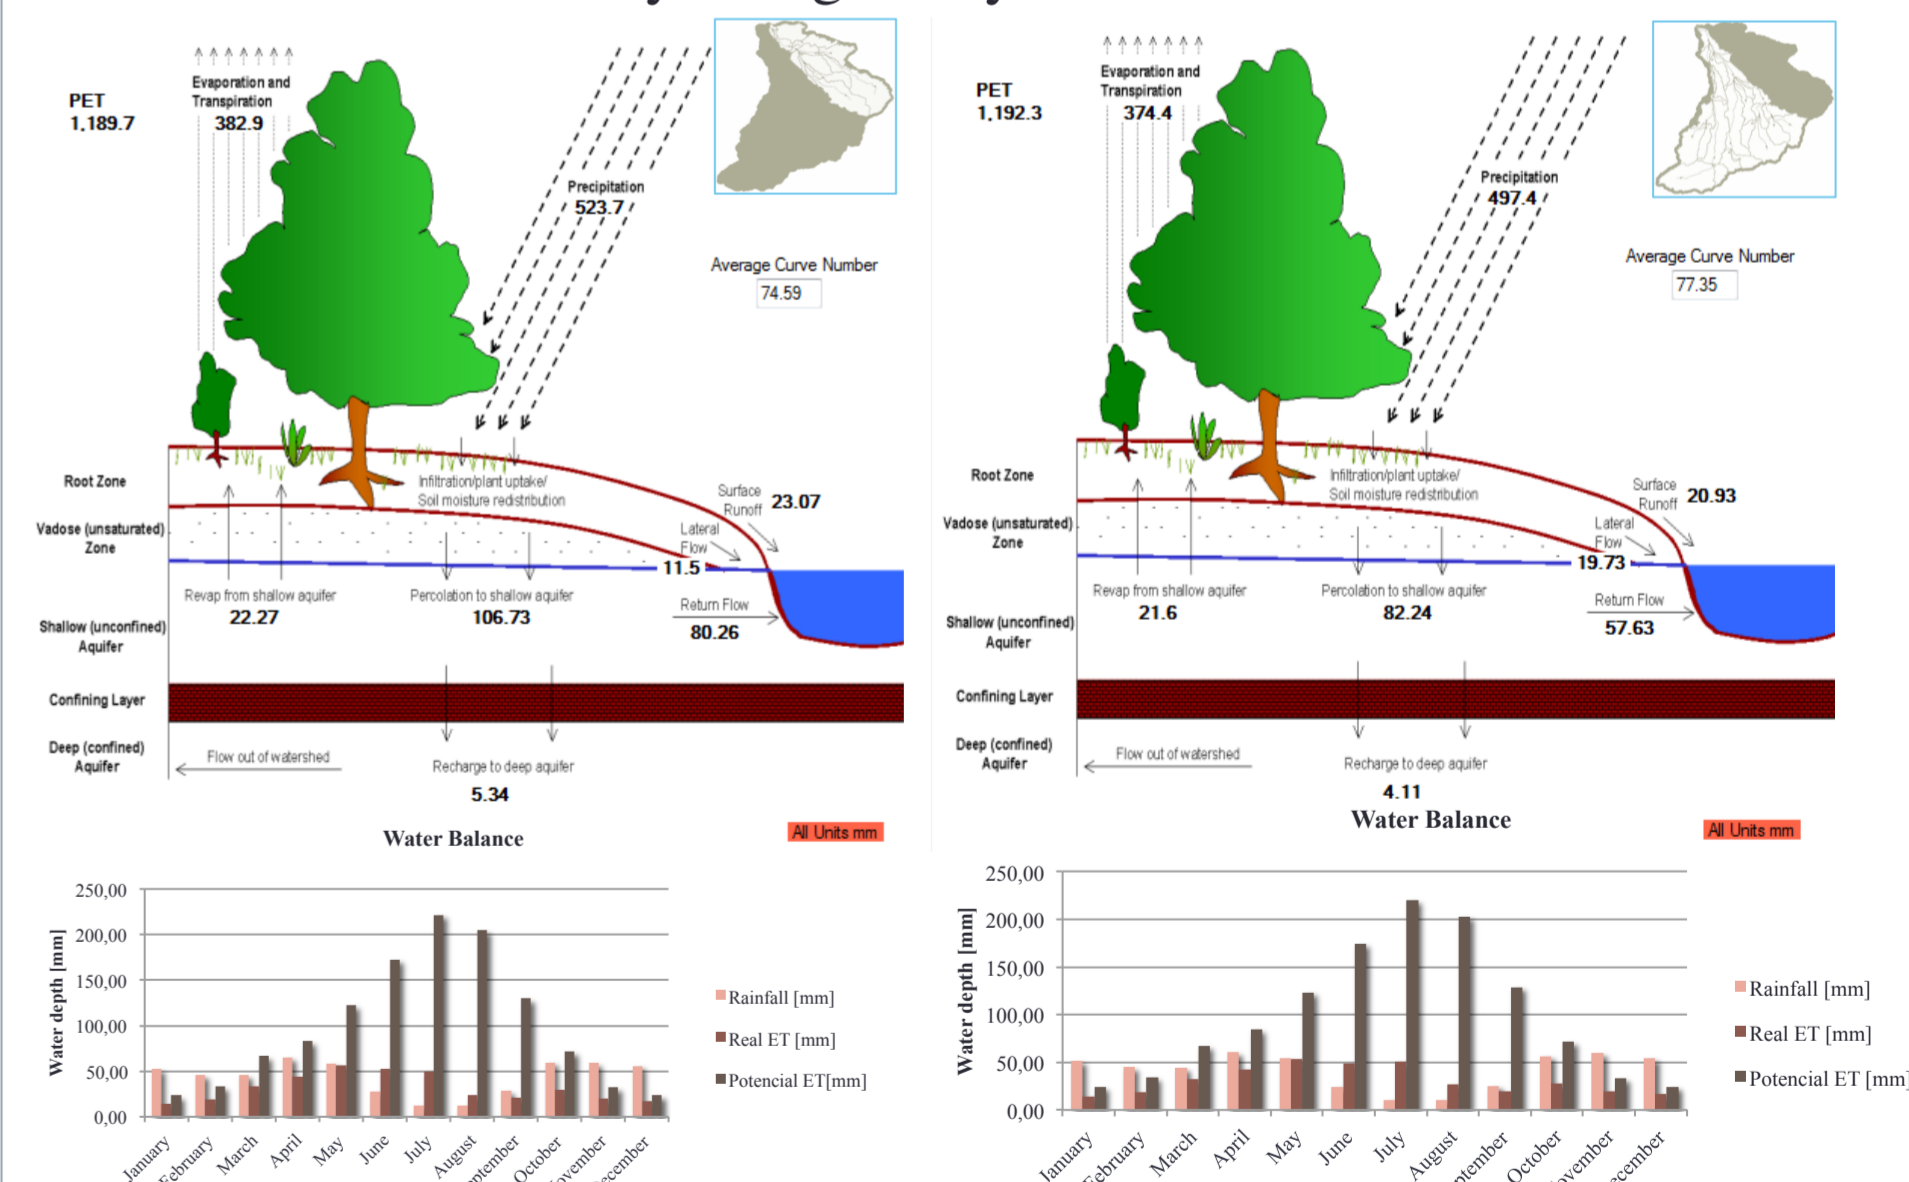 PET
1,189.7
Evaporation and
Transpiration
382.9
Precipitation
523.7
Average Curve Number
74.59
Root Zone
Infiltration/plant uptake/
Soil moisture redistribution
Surface
Runoff
23.07
Vadose (unsaturated)
Zone
Lateral
Flow
11.5
Revap from shallow aquifer
22.27
Percolation to shallow aquifer
106.73
Return Flow
80.26
Shallow (unconfined)
Aquifer
Confining Layer
Deep (confined)
Aquifer
Flow out of watershed
Recharge to deep aquifer
5.34
All Units mm
Water Balance
Water depth [mm]
250,00
200,00
150,00
100,00
50,00
0,00
January
February
March
April
May
June
July
August
October
Rainfall [mm]
Real ET [mm]
Potencial ET[mm]
PET
1,192.3
Evaporation and
Transpiration
374.4
Precipitation
497.4
Average Curve Number
77.35
Root Zone
Infiltration/plant uptake/
Soil moisture redistribution
Surface
Runoff
20.93
Vadose (unsaturated)
Zone
Lateral
Flow
19.73
Revap from shallow aquifer
21.6
Percolation to shallow aquifer
82.24
Return Flow
57.63
Shallow (unconfined)
Aquifer
Confining Layer
Deep (confined)
Aquifer
Flow out of watershed
Recharge to deep aquifer
4.11
All Units mm
Water Balance
Water depth [mm]
250,00
200,00
150,00
100,00
50,00
0,00
January
February
March
April
May
June
July
August
October
Rainfall [mm]
Real ET [mm]
Potencial ET [mm]